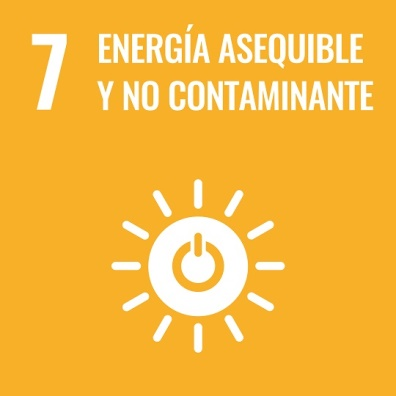 7 ENERGÍA ASEQUIBLE
Y NO CONTAMINANTE